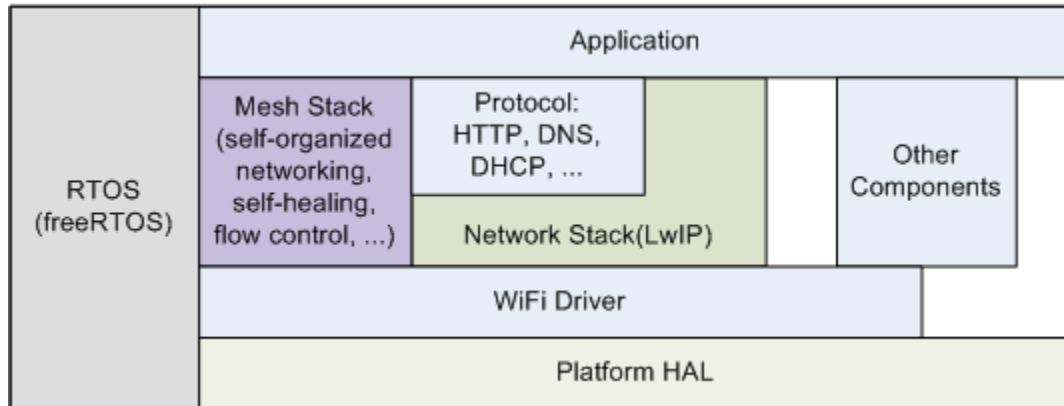 Application
RTOS
(freeRTOS)
Mesh Stack
(self-organized
networking,
self-healing,
flow control, ...)
Protocol:
HTTP, DNS,
DHCP, ...
Network Stack(LwIP)
Other
Components
WiFi Driver
Platform HAL